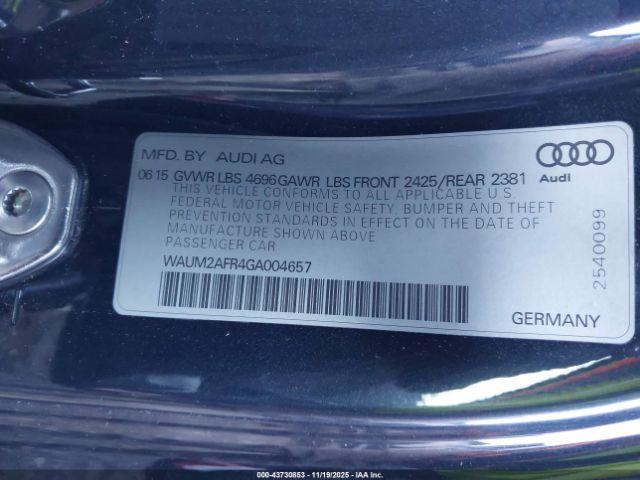 MFD. BY AUDI AG
06 15 GVWR LBS 4696 GAWR LBS FRONT 2425/REAR 2381
THIS VEHICLE CONFORMS TO ALL APPLICABLE U.S.
FEDERAL MOTOR VEHICLE SAFETY, BUMPER AND THEFT
PREVENTION STANDARDS IN EFFECT ON THE DATE OF
MANUFACTURE SHOWN ABOVE
PASSENGER CAR
WAUM2AFR4GA004657
Audi
2540099
GERMANY
000-43730853 - 11/19/2025 - IAA Inc.